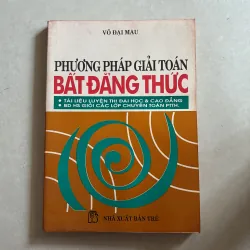 VÕ ĐẠI MAU
PHƯƠNG PHÁP GIẢI TOÁN
BẤT ĐẲNG THỨC
• TÀI LIỆU LUYỆN THI ĐẠI HỌC & CAO ĐẲNG
• BD HS GIỎI CÁC LỚP CHUYÊN TOÁN PTTH.
NHÀ XUẤT BẢN TRẺ